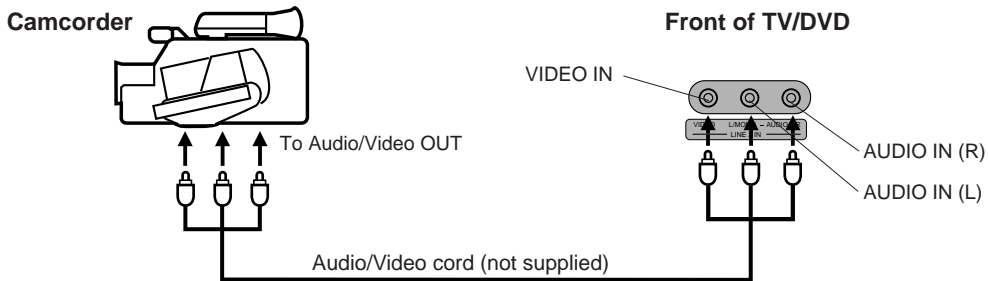 Camcorder
Front of TV/DVD
VIDEO IN
To Audio/Video OUT
AUDIO IN (R)
AUDIO IN (L)
Audio/Video cord (not supplied)